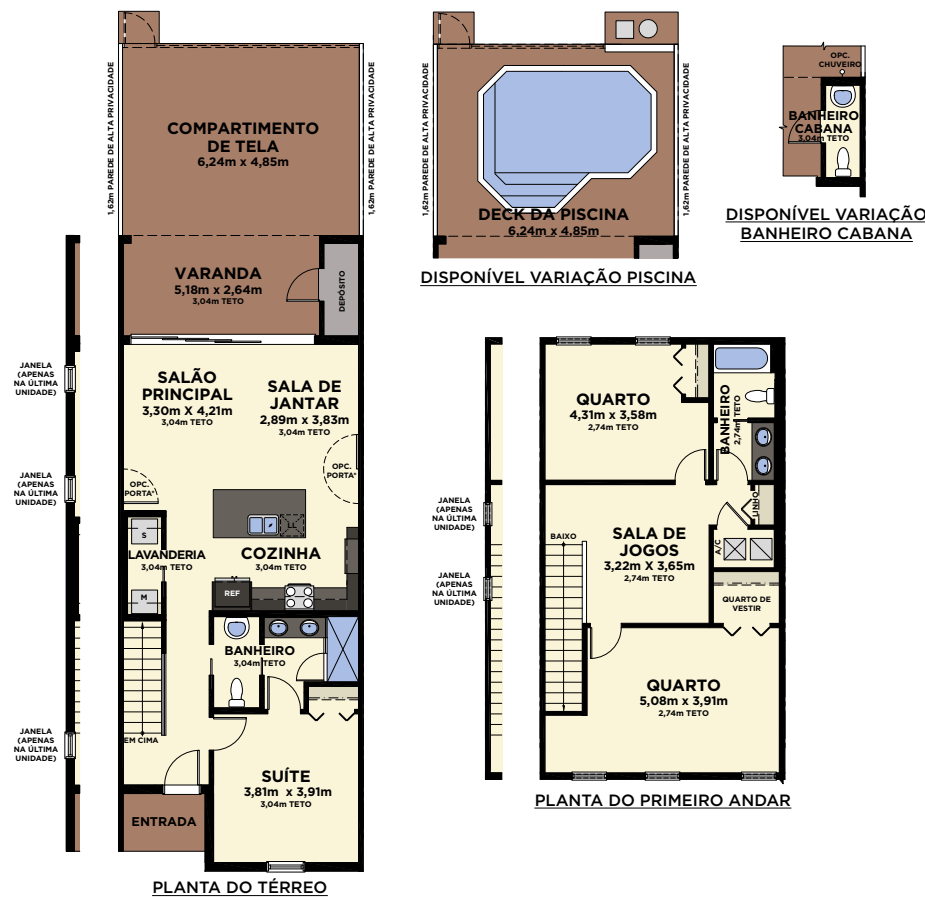 1,62m PAREDE DE ALTA PRIVACIDADE
COMPARTIMENTO
DE TELA
6,24m x 4,85m
1,62m PAREDE DE ALTA PRIVACIDADE
VARANDA
5,18m x 2,64m
3,04m TETO
DEPÓSITO
JANELA
(APENAS
NA ÚLTIMA
UNIDADE)
SALÃO
PRINCIPAL
3,30m X 4,21m
3,04m TETO
SALA DE
JANTAR
2,89m x 3,83m
3,04m TETO
OPC.
PORTA*
OPC.
PORTA*
JANELA
(APENAS
NA ÚLTIMA
UNIDADE)
LL
S
LAVANDERIA
3,04m TETO
M
COZINHA
3,04m TETO
REF
BANHEIRO
3,04m TETO
EM CIMA
JANELA
(APENAS
NA ÚLTIMA
UNIDADE)
SUÍTE
3,81m x 3,91m
3,04m TETO
ENTRADA
PLANTA DO TÉRREO
1,62m PAREDE DE ALTA PRIVACIDADE
DECK DA PISCINA
6,24m x 4,85m
1,62m PAREDE DE ALTA PRIVACIDADE
DISPONÍVEL VARIAÇÃO PISCINA
OPC.
CHUVEIRO
BANHEIRO
CABANA
3,04m TETO
DISPONÍVEL VARIAÇÃO
BANHEIRO CABANA
QUARTO
4,31m x 3,58m
2,74m TETO
BANHEIRO
2,74m TETO
JANELA
(APENAS
NA ÚLTIMA
UNIDADE)
LINHO
BAIXO
SALA DE
JOGOS
3,22m X 3,65m
2,74m TETO
A/C
JANELA
(APENAS
NA ÚLTIMA
UNIDADE)
QUARTO DE
VESTIR
QUARTO
5,08m x 3,91m
2,74m TETO
PLANTA DO PRIMEIRO ANDAR